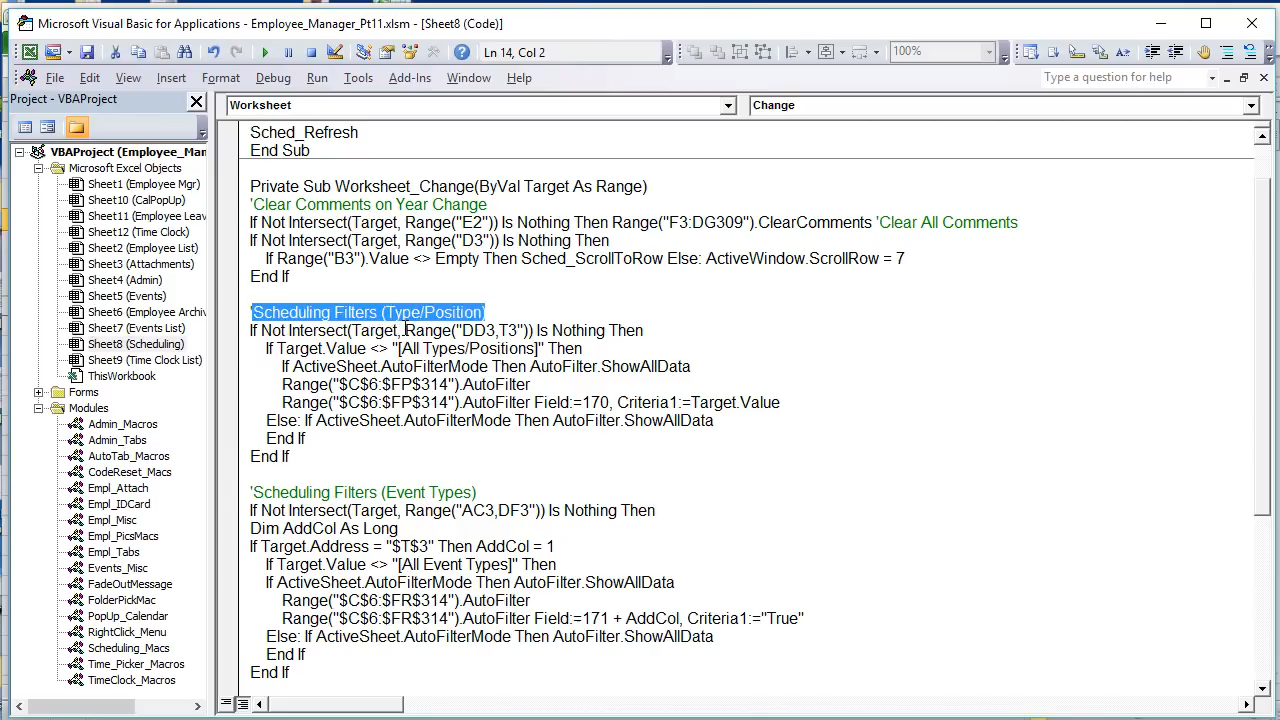 Microsoft Visual Basic for Applications - Employee_Manager_Pt11.xlsm - [Sheet8 (Code)]
Ln 14, Col 2
100%
File Edit View Insert Format Debug Run Tools Add-Ins Window Help
Type a question for help
Project - VBAProject
Worksheet
Change
VBAProject (Employee_Man
Microsoft Excel Objects
Sheet1 (Employee Mgr)
Sheet10 (CalPopUp)
Sheet11 (Employee Leav
Sheet12 (Time Clock)
Sheet2 (Employee List)
Sheet3 (Attachments)
Sheet4 (Admin)
Sheet5 (Events)
Sheet6 (Employee Archiv
Sheet7 (Events List)
Sheet8 (Scheduling)
Sheet9 (Time Clock List)
ThisWorkbook
Forms
Modules
Admin_Macros
Admin_Tabs
AutoTab_Macros
CodeReset_Macs
Empl_Attach
Empl_IDCard
Empl_Misc
Empl_PicsMacs
Empl_Tabs
Events_Misc
FadeOutMessage
FolderPickMac
PopUp_Calendar
RightClick_Menu
Scheduling_Macs
Time_Picker_Macros
TimeClock_Macros
Sched_Refresh
End Sub
Private Sub Worksheet_Change(ByVal Target As Range)
'Clear Comments on Year Change
If Not Intersect(Target, Range("E2")) Is Nothing Then Range("F3:DG309").ClearComments 'Clear All Comments
If Not Intersect(Target, Range("D3")) Is Nothing Then
If Range("B3").Value <> Empty Then Sched_ScrollToRow Else: ActiveWindow.ScrollRow = 7
End If
'Scheduling Filters (Type/Position)
If Not Intersect(Target, Range("DD3,T3")) Is Nothing Then
If Target.Value <> "[All Types/Positions]" Then
If ActiveSheet.AutoFilterMode Then AutoFilter.ShowAllData
Range("$C$6:$FP$314").AutoFilter
Range("$C$6:$FP$314").AutoFilter Field:=170, Criteria1:=Target.Value
Else: If ActiveSheet.AutoFilterMode Then AutoFilter.ShowAllData
End If
End If
'Scheduling Filters (Event Types)
If Not Intersect(Target, Range("AC3,DF3")) Is Nothing Then
Dim AddCol As Long
If Target.Address = "$T$3" Then AddCol = 1
If Target.Value <> "[All Event Types]" Then
If ActiveSheet.AutoFilterMode Then AutoFilter.ShowAllData
Range("$C$6:$FR$314").AutoFilter
Range("$C$6:$FR$314").AutoFilter Field:=171 + AddCol, Criteria1:="True"
Else: If ActiveSheet.AutoFilterMode Then AutoFilter.ShowAllData
End If
End If